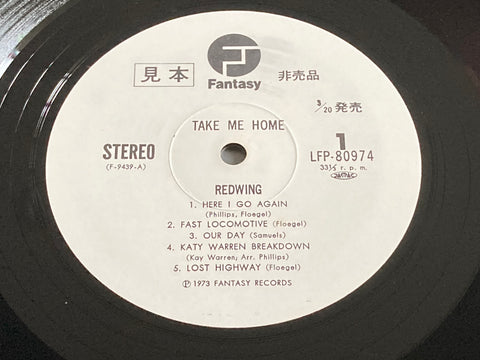 見本
Fantasy
非売品
3/20 発売
TAKE ME HOME
STEREO
(F-9439-A)
1
LFP-80974
33⅓ r. p. m.
REDWING
1. HERE I GO AGAIN
(Phillips, Floegel)
2. FAST LOCOMOTIVE (Floegel)
3. OUR DAY (Samuels)
4. KATY WARREN BREAKDOWN
(Kay Warren; Arr. Phillips)
5. LOST HIGHWAY (Floegel)
Ⓟ 1973 FANTASY RECORDS